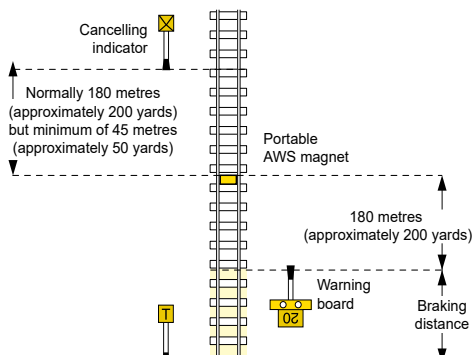 Cancelling
indicator
Normally 180 metres
(approximately 200 yards)
but minimum of 45 metres
(approximately 50 yards)
Portable
AWS magnet
180 metres
(approximately 200 yards)
Warning
board
20
Braking
distance
T